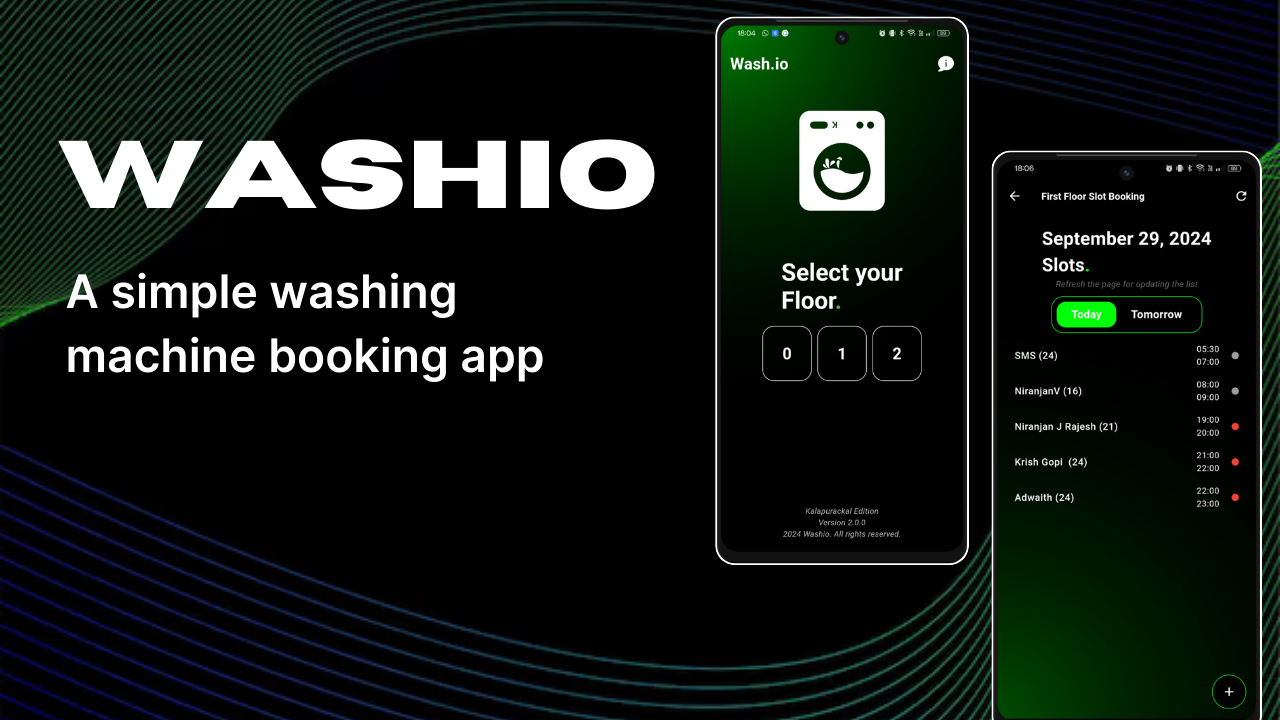 WASHIO
A simple washing
machine booking app
18:04
Wash.io
Select your
Floor.
0 1 2
Kalapurackal Edition
Version 2.0.0
2024 Washio. All rights reserved.
18:06
First Floor Slot Booking
September 29, 2024
Slots.
Refresh the page for updating the list
Today Tomorrow
SMS (24) 05:30
07:00
NiranjanV (16) 08:00
09:00
Niranjan J Rajesh (21) 19:00
20:00
Krish Gopi (24) 21:00
22:00
Adwaith (24) 22:00
23:00
+